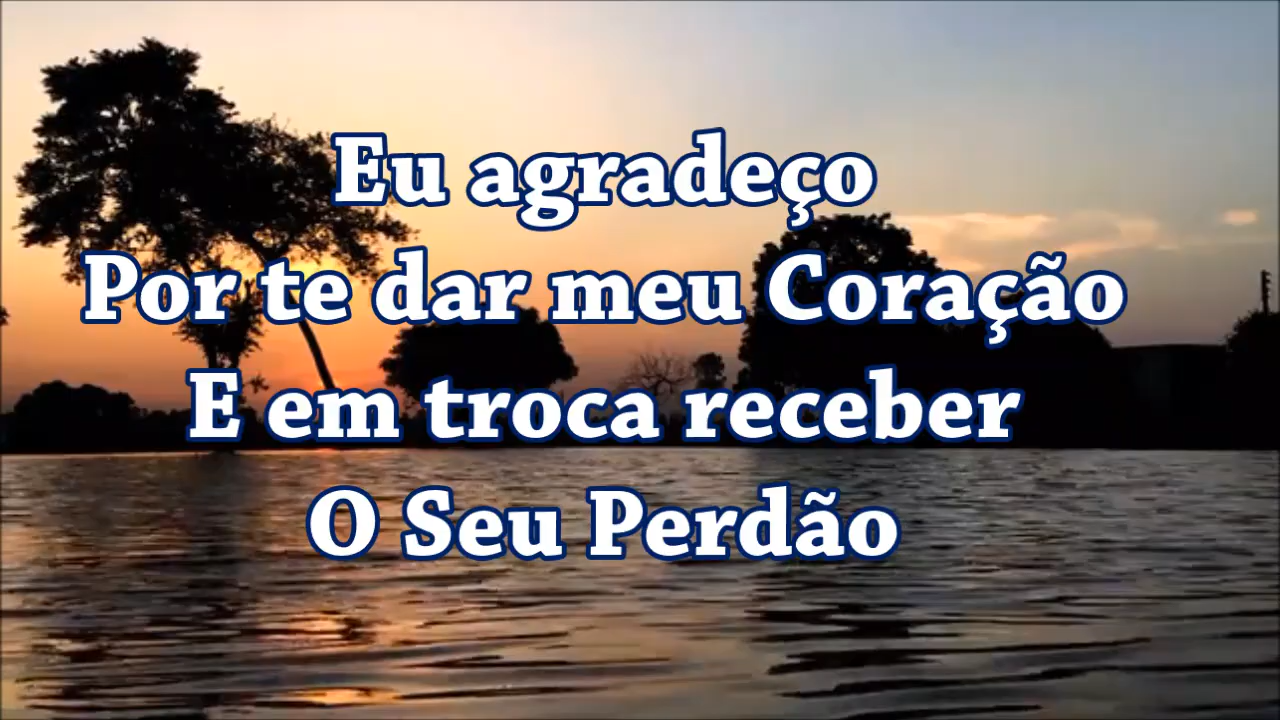 Eu agradeço
Por te dar meu Coração
E em troca receber
O Seu Perdão